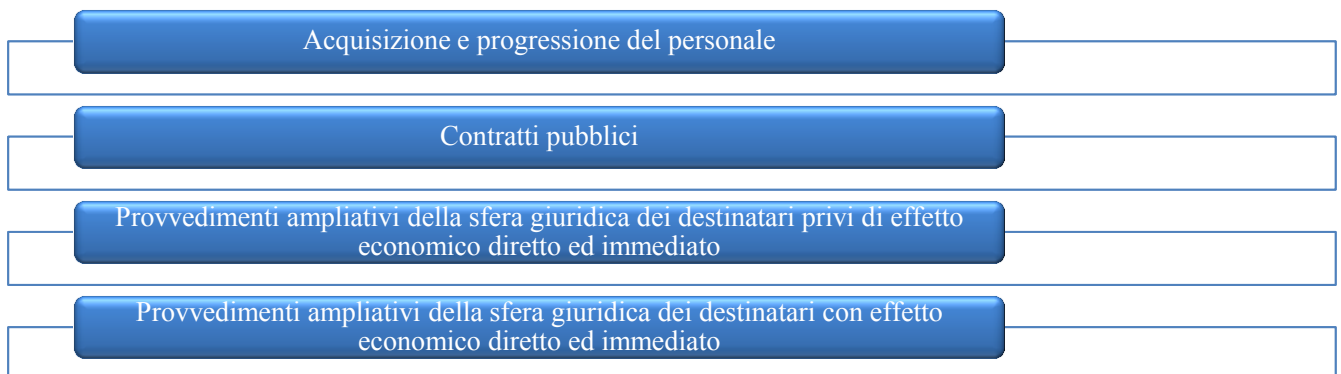 Acquisizione e progressione del personale
Contratti pubblici
Provvedimenti ampliativi della sfera giuridica dei destinatari privi di effetto
economico diretto ed immediato
Provvedimenti ampliativi della sfera giuridica dei destinatari con effetto
economico diretto ed immediato